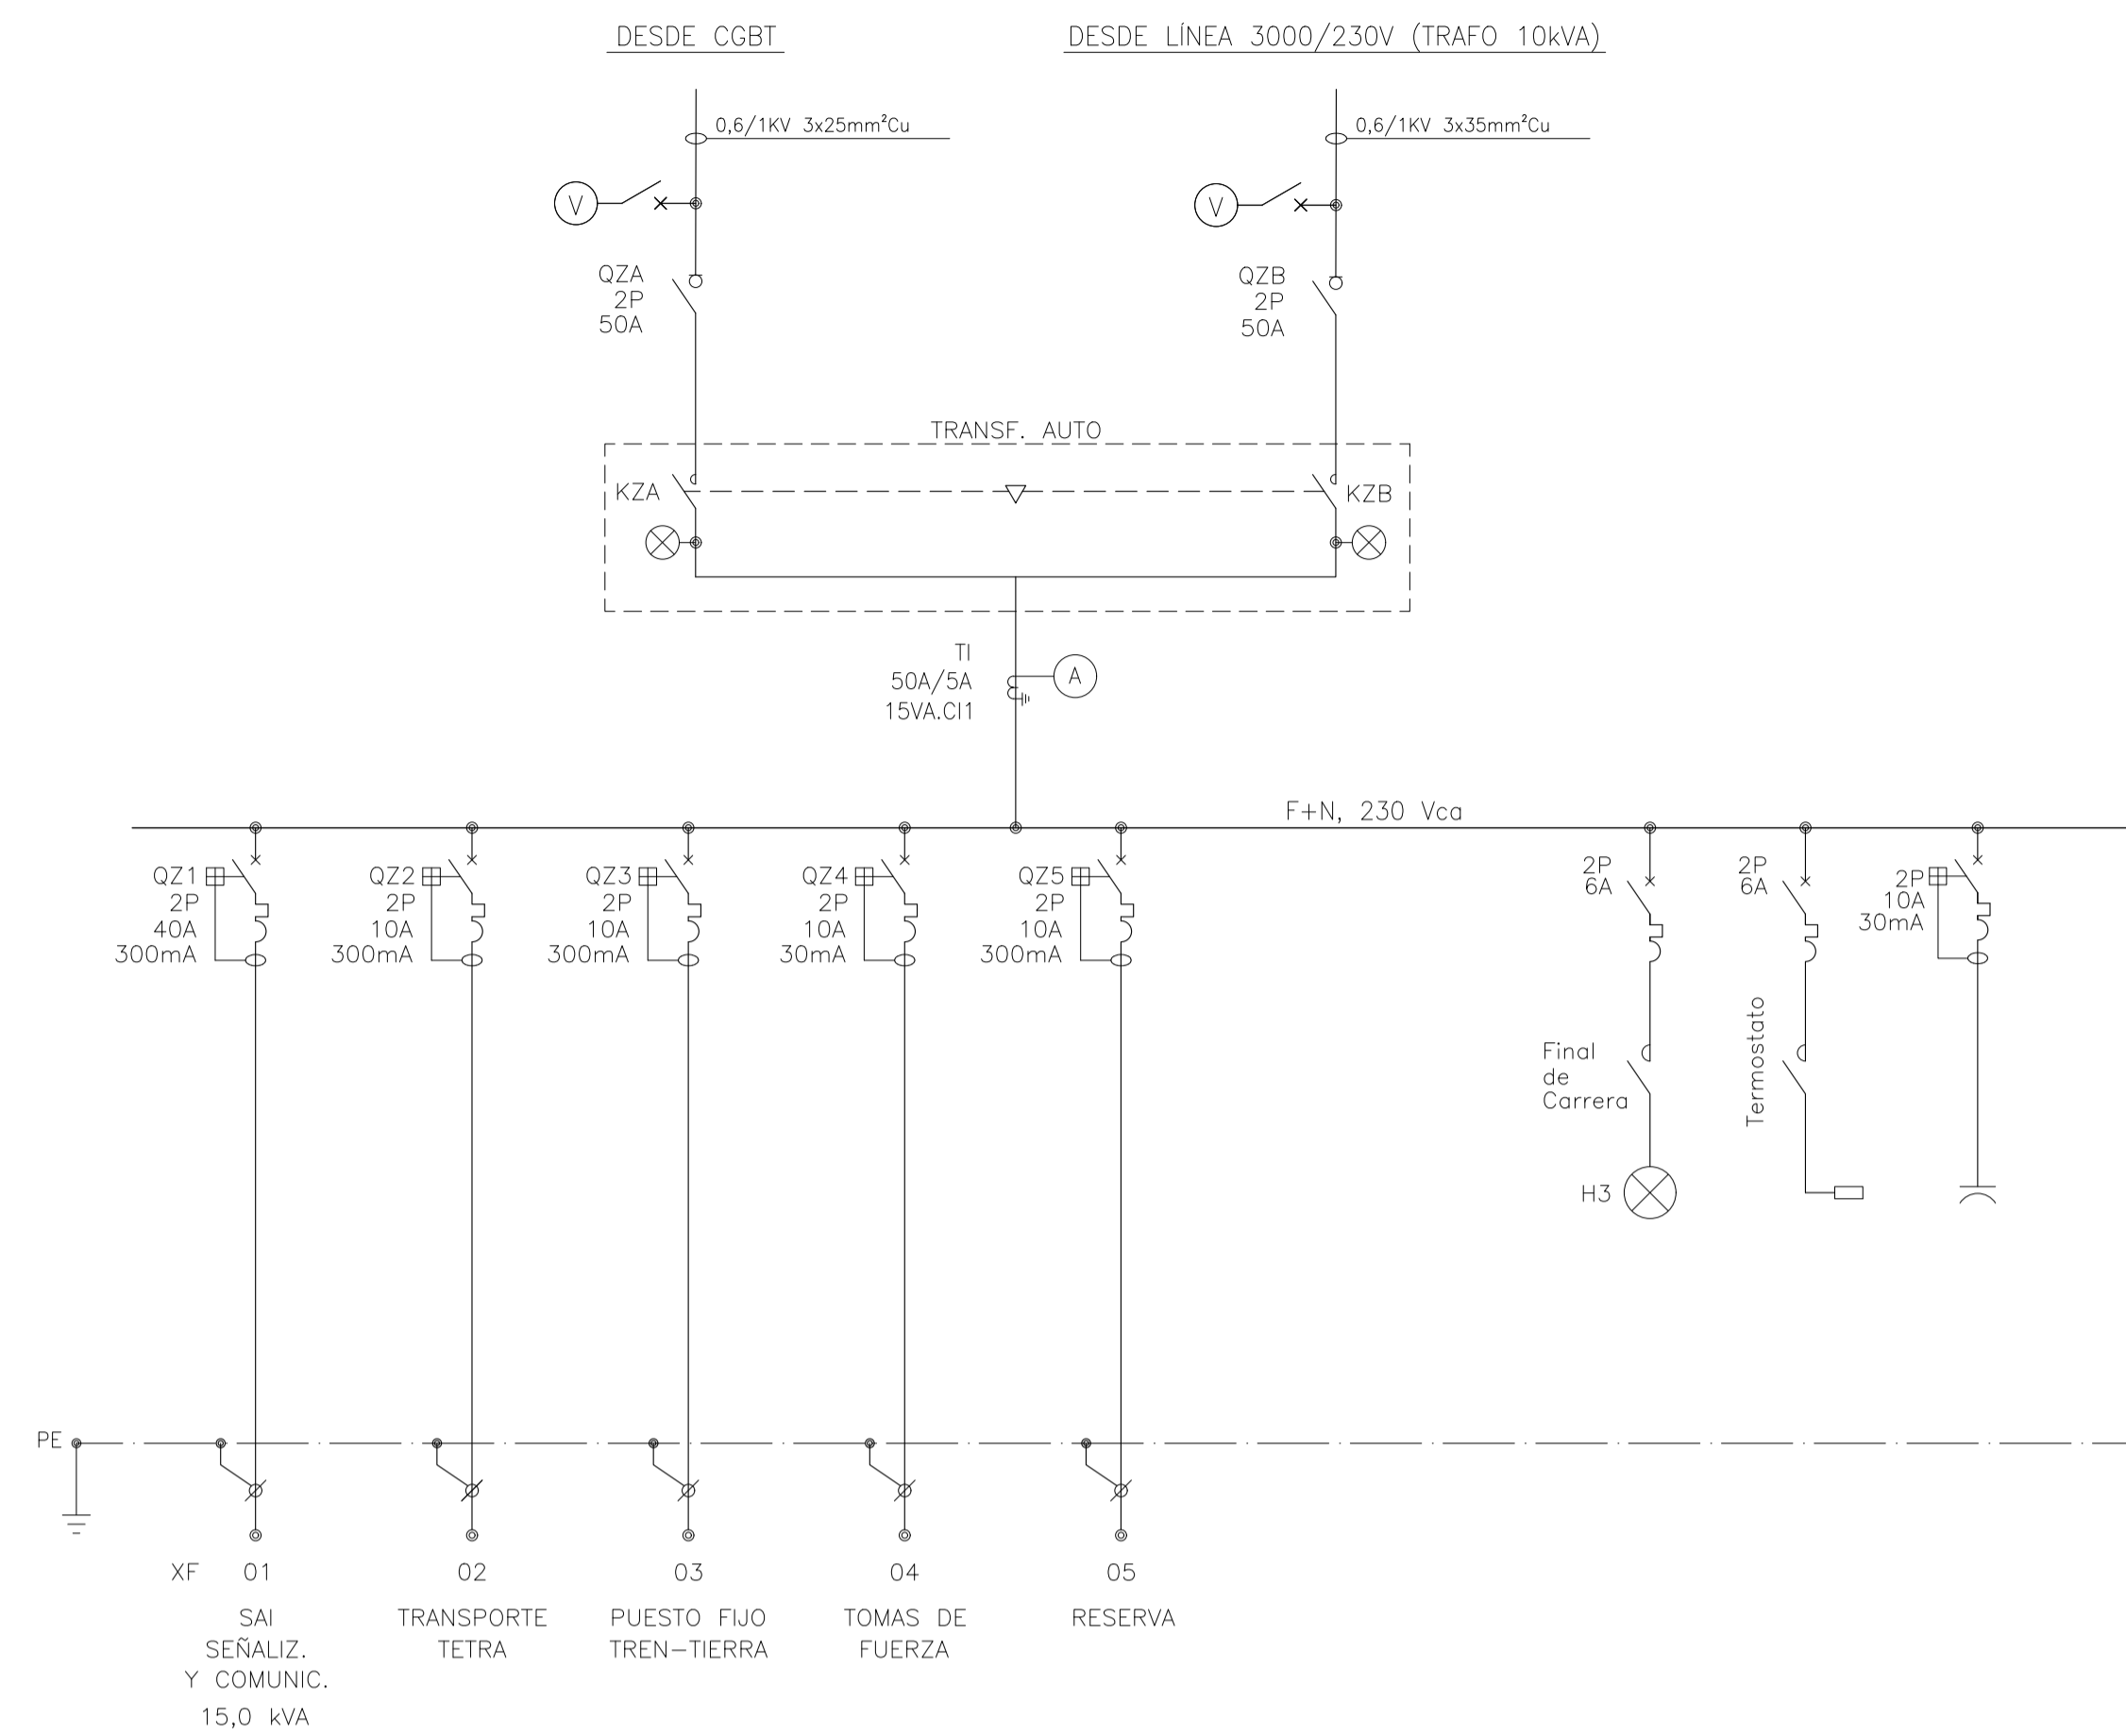 DESDE CGBT
DESDE LÍNEA 3000/230V (TRAFO 10kVA)
0,6/1KV 3x25mm²Cu
0,6/1KV 3x35mm²Cu
V
V
QZA
2P
50A
QZB
2P
50A
TRANSF. AUTO
KZA
KZB
TI
50A/5A
15VA.Cl1
A
F+N, 230 Vca
QZ1
2P
40A
300mA
QZ2
2P
10A
300mA
QZ3
2P
10A
300mA
QZ4
2P
10A
30mA
QZ5
2P
10A
300mA
2P
6A
2P
6A
2P
10A
30mA
Final
de
Carrera
Termostato
H3
PE
XF
01
SAI
SEÑALIZ.
Y COMUNIC.
15,0 kVA
02
TRANSPORTE
TETRA
03
PUESTO FIJO
TREN-TIERRA
04
TOMAS DE
FUERZA
05
RESERVA